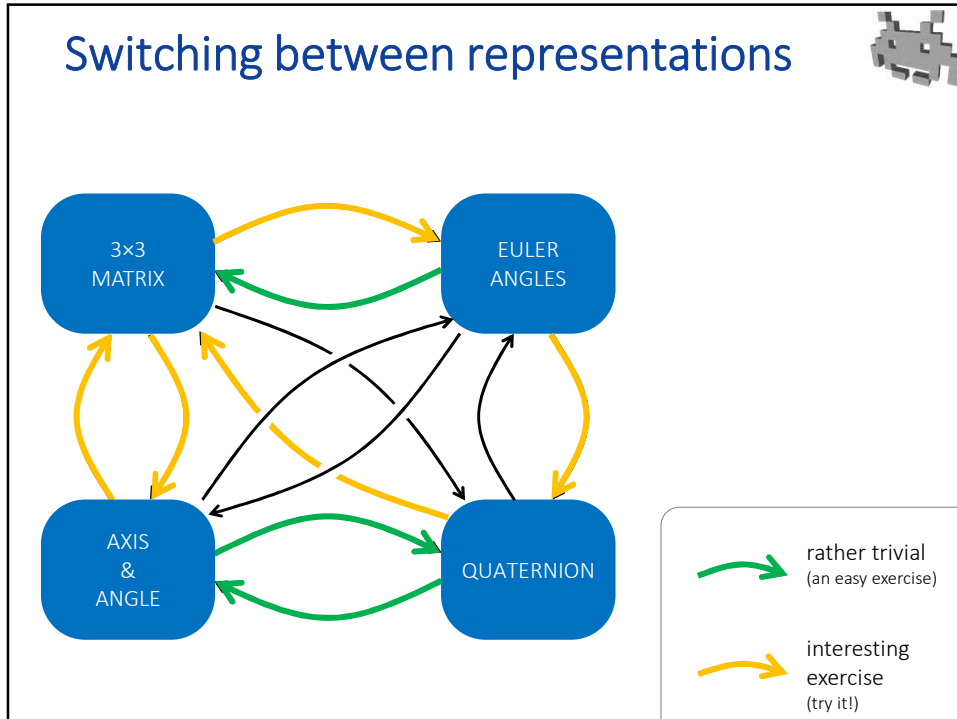 Switching between representations
3×3
MATRIX
EULER
ANGLES
AXIS
&
ANGLE
QUATERNION
rather trivial
(an easy exercise)
interesting
exercise
(try it!)